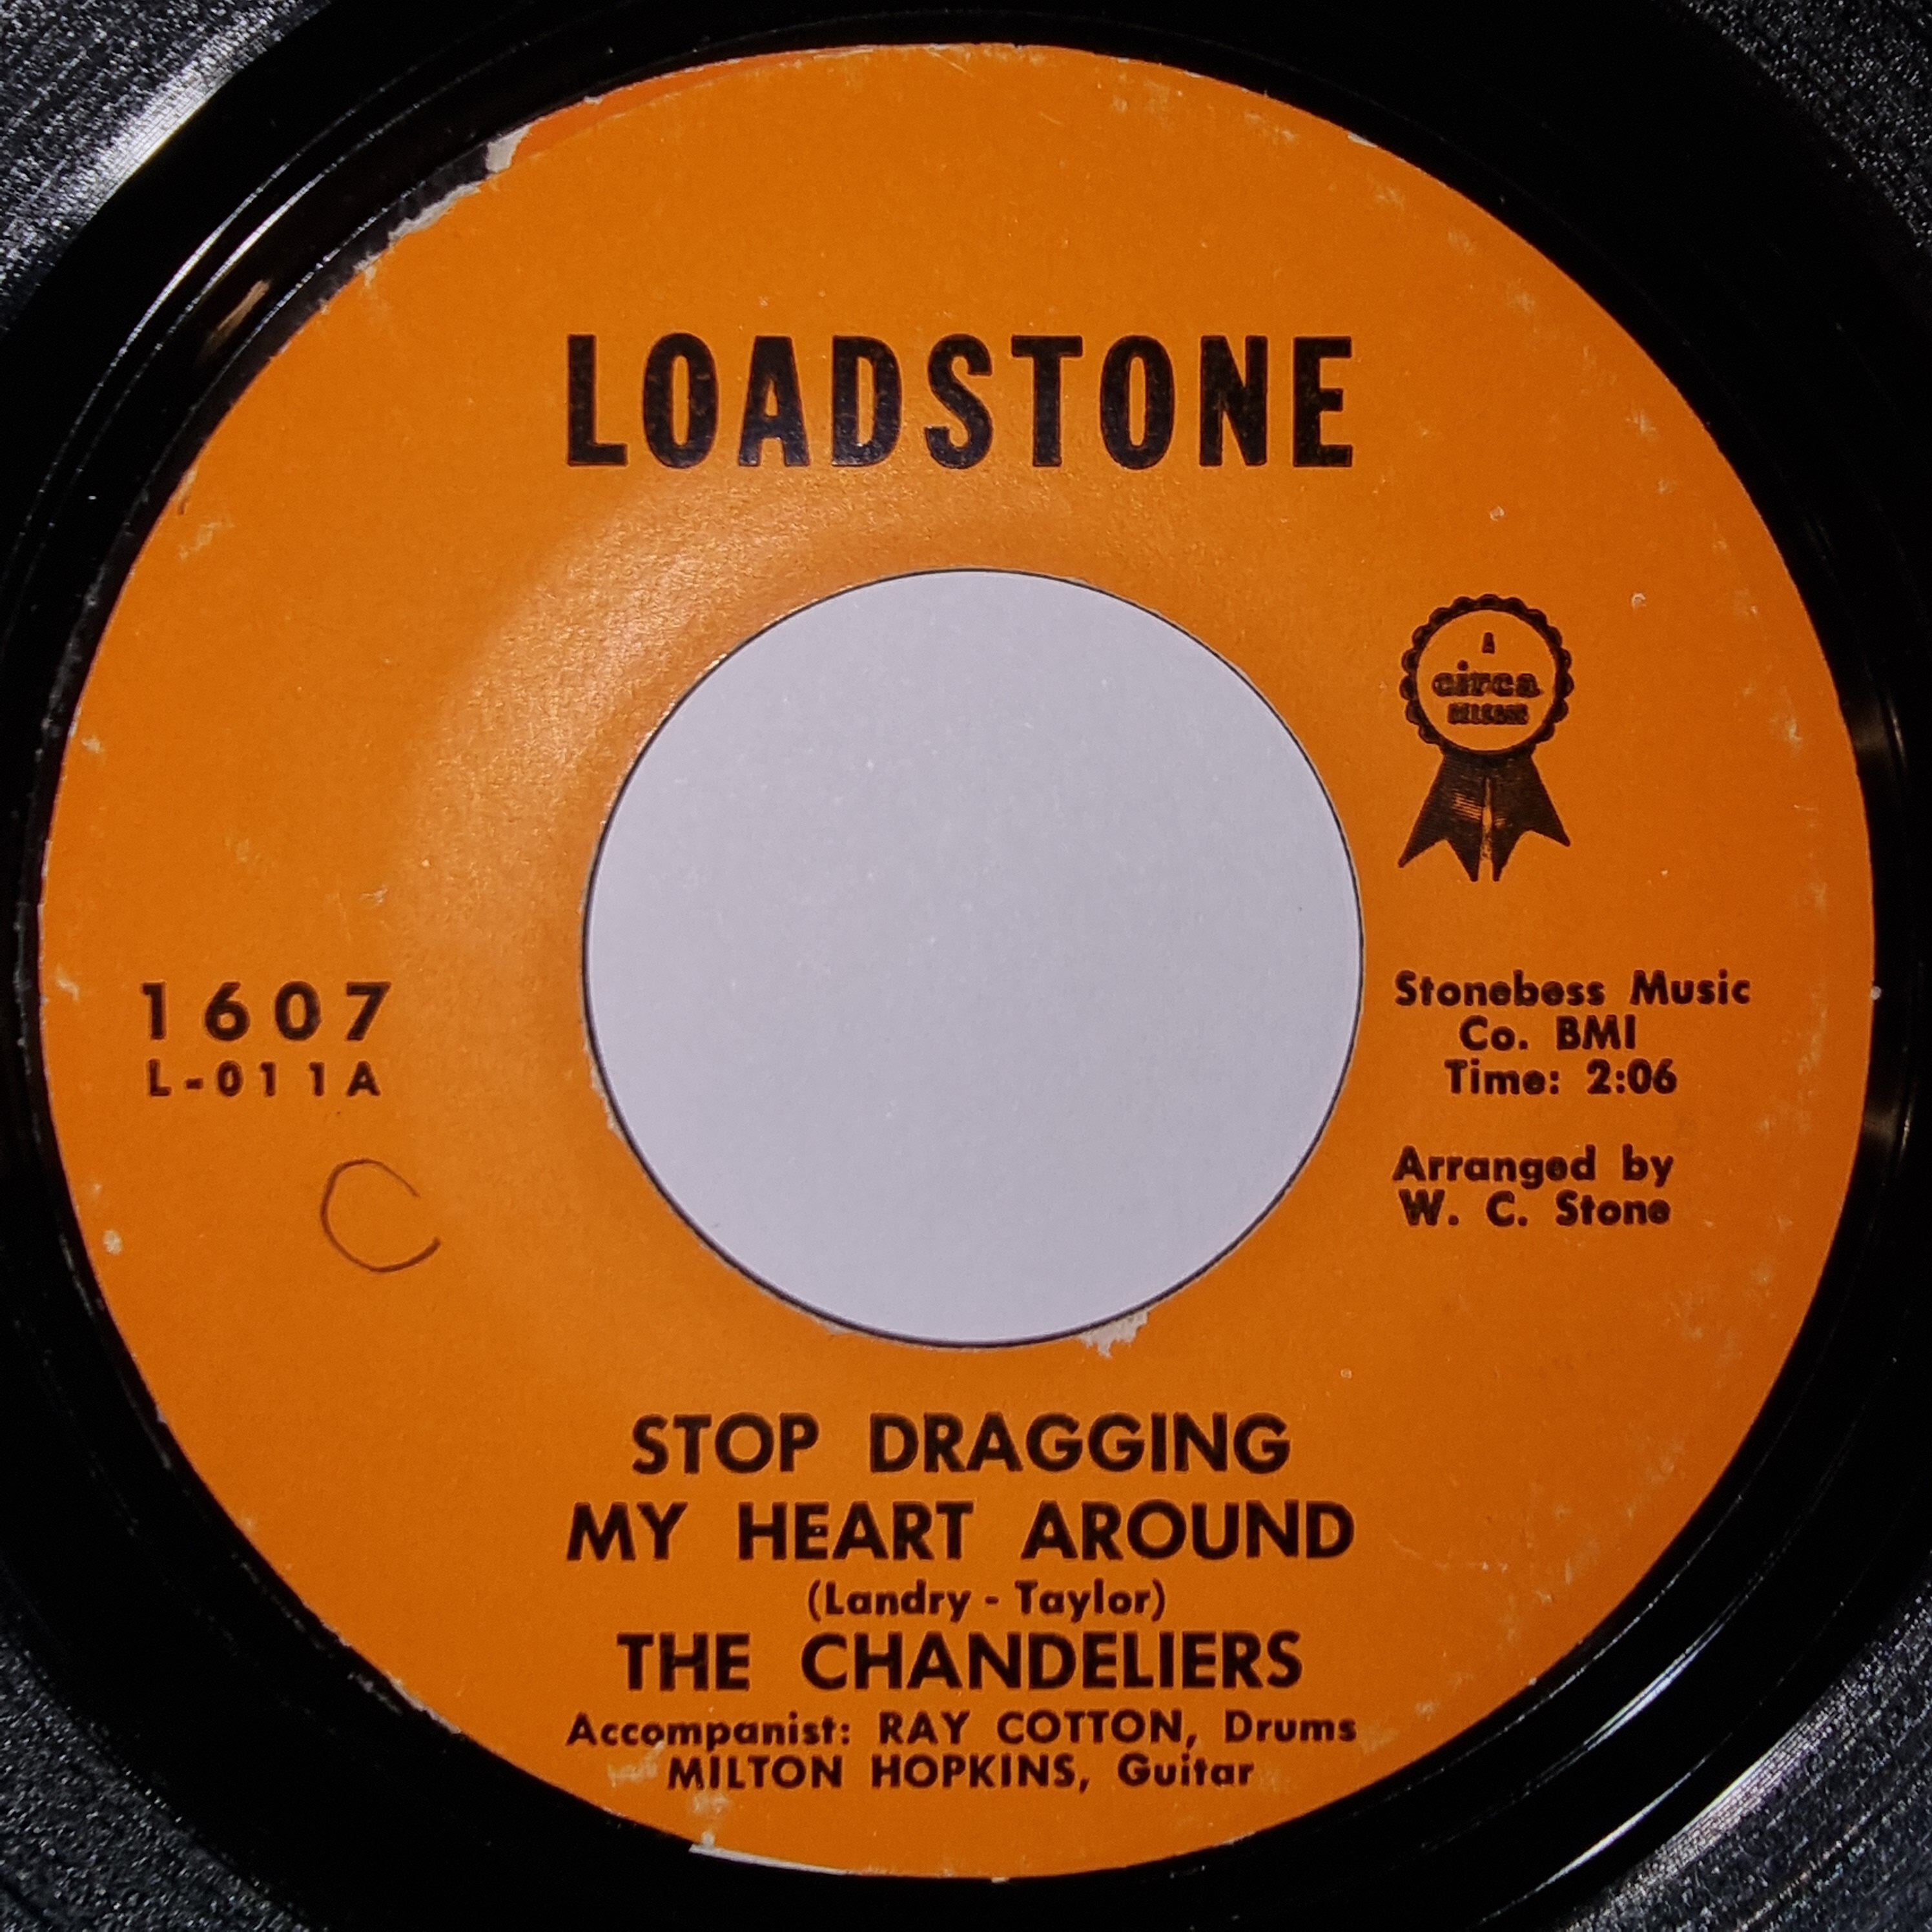 LOADSTONE
A
circa
RELEASE
1607
L-011A
C
Stonebess Music
Co. BMI
Time: 2:06
Arranged by
W. C. Stone
STOP DRAGGING
MY HEART AROUND
(Landry - Taylor)
THE CHANDELIERS
Accompanist: RAY COTTON, Drums
MILTON HOPKINS, Guitar